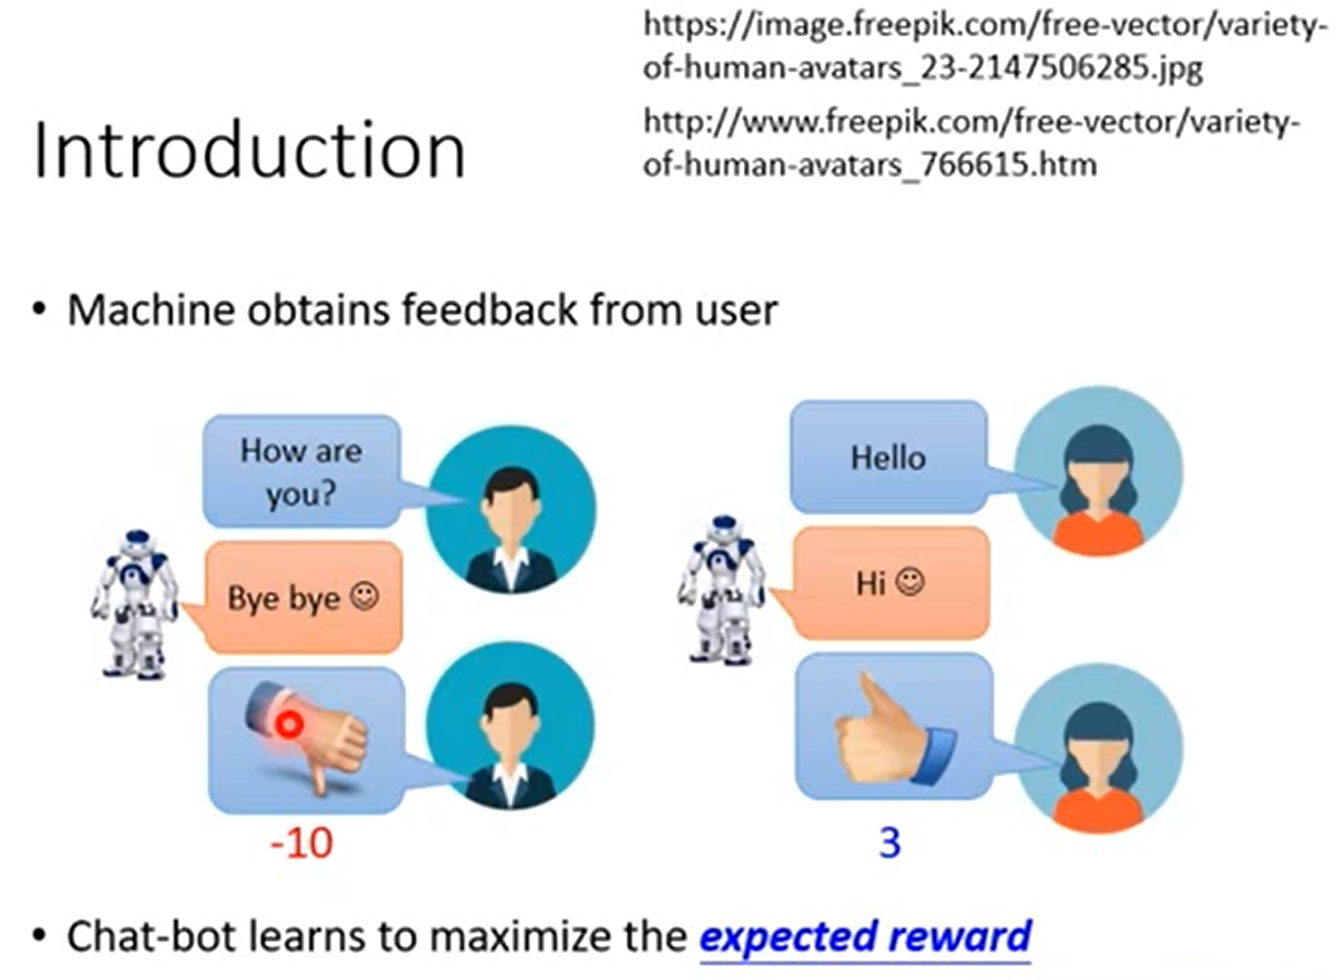 https://image.freepik.com/free-vector/variety-
of-human-avatars_23-2147506285.jpg
http://www.freepik.com/free-vector/variety-
of-human-avatars_766615.htm
Introduction
• Machine obtains feedback from user
How are
you?
Bye bye ☺
-10
Hello
Hi ☺
3
• Chat-bot learns to maximize the expected reward